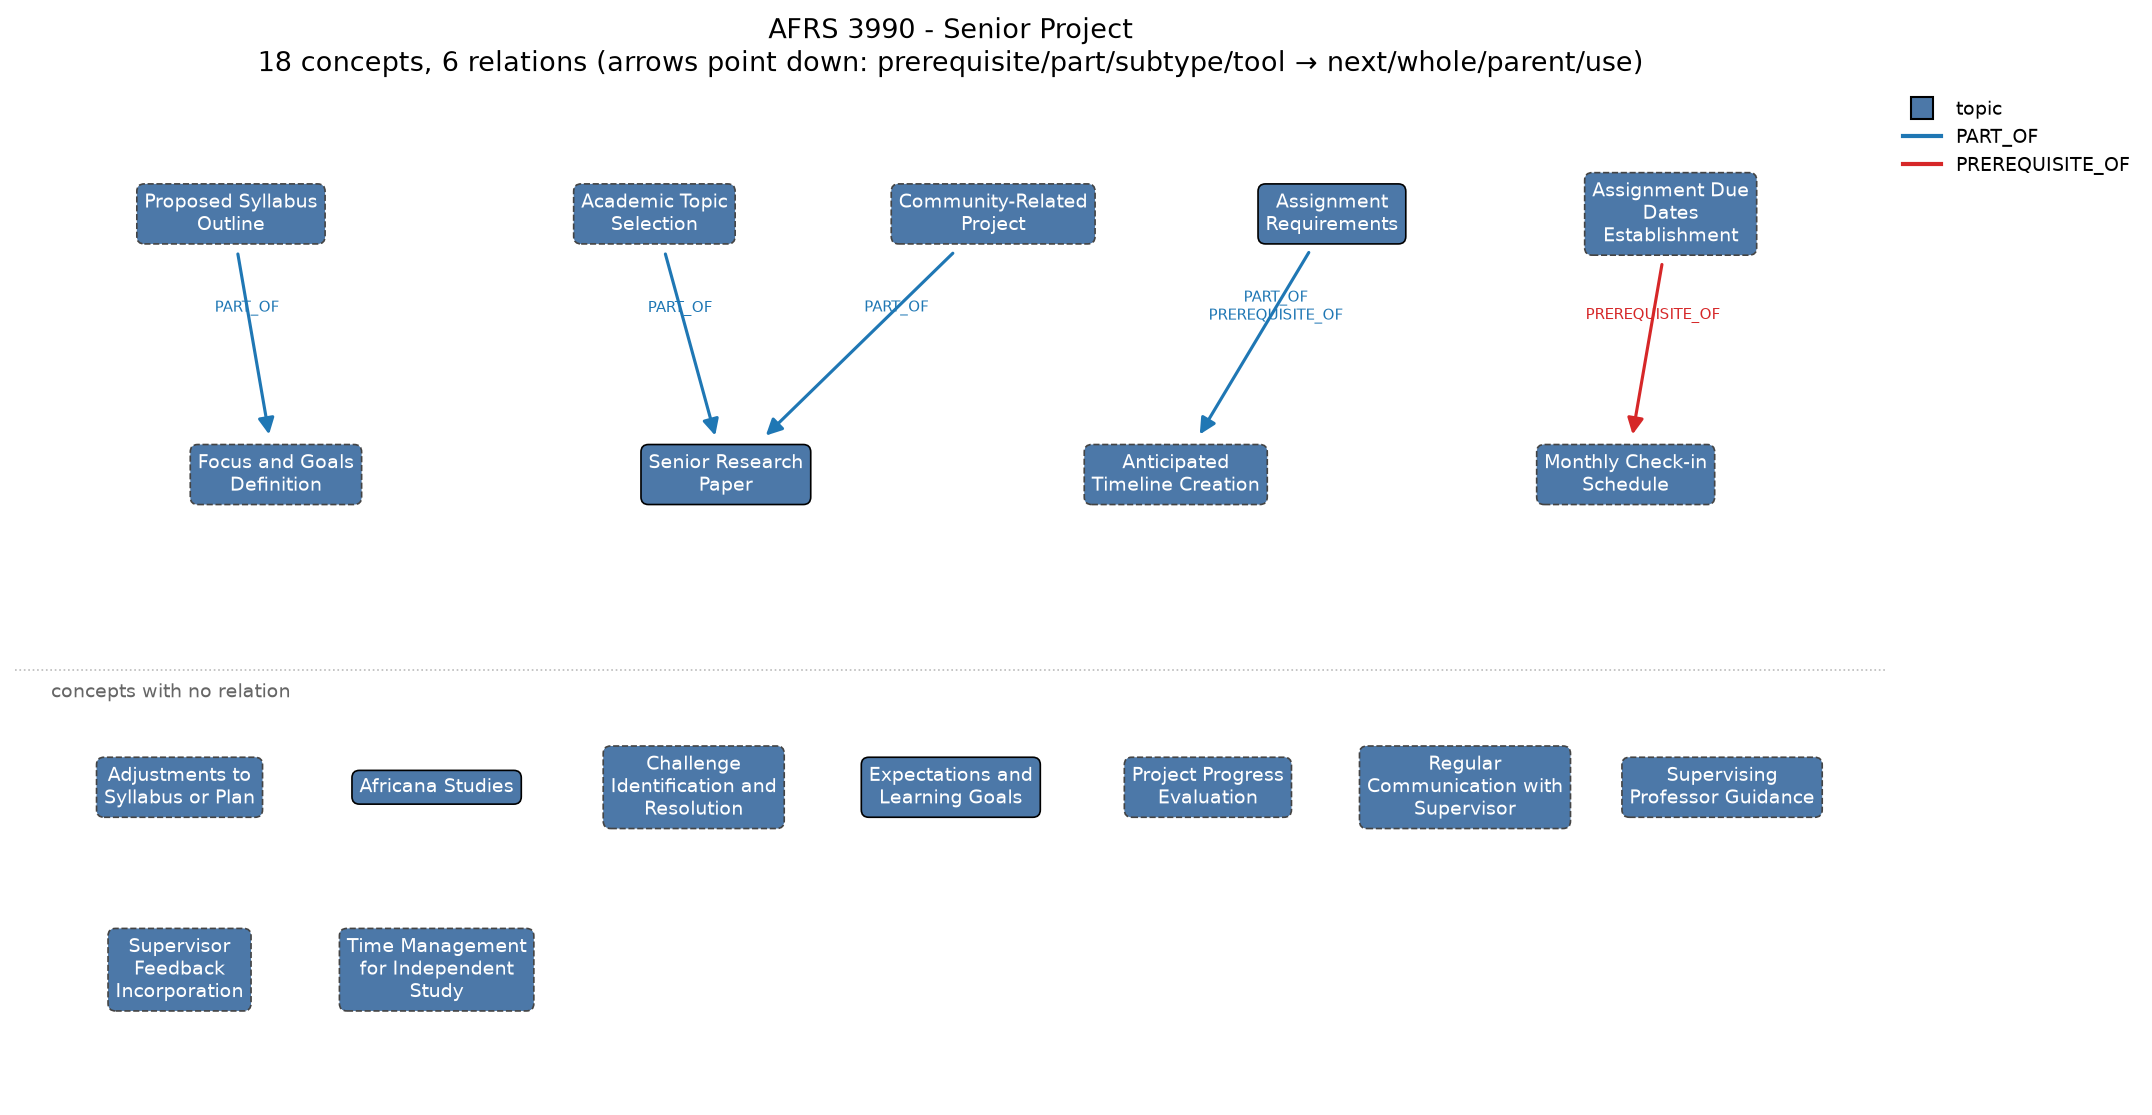 AFRS 3990 - Senior Project
18 concepts, 6 relations (arrows point down: prerequisite/part/subtype/tool → next/whole/parent/use)
topic
PART_OF
PREREQUISITE_OF
Proposed Syllabus
Outline
Academic Topic
Selection
Community-Related
Project
Assignment
Requirements
Assignment Due
Dates
Establishment
PART_OF
PART_OF
PART_OF
PART_OF
PREREQUISITE_OF
PREREQUISITE_OF
Focus and Goals
Definition
Senior Research
Paper
Anticipated
Timeline Creation
Monthly Check-in
Schedule
concepts with no relation
Adjustments to
Syllabus or Plan
Africana Studies
Challenge
Identification and
Resolution
Expectations and
Learning Goals
Project Progress
Evaluation
Regular
Communication with
Supervisor
Supervising
Professor Guidance
Supervisor
Feedback
Incorporation
Time Management
for Independent
Study